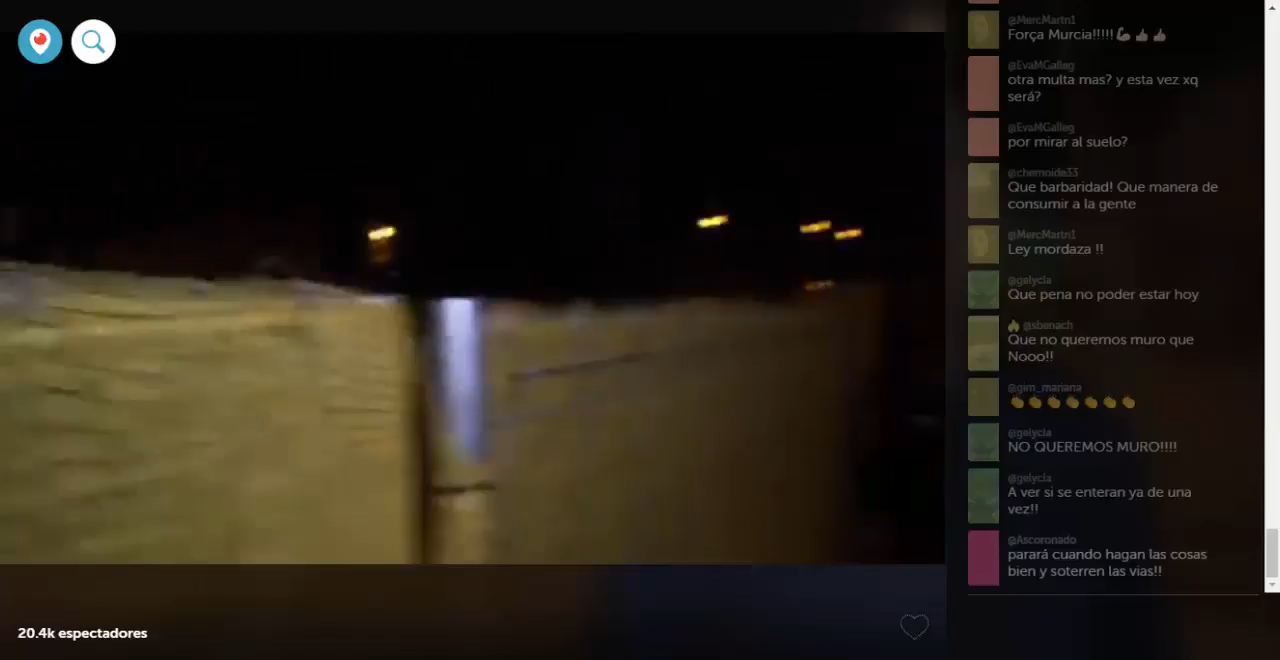 @MercMartn1
Força Murcia!!!!!💪👍👍
@EvaMGalleg
otra multa mas? y esta vez xq
será?
@EvaMGalleg
por mirar al suelo?
@chemoide33
Que barbaridad! Que manera de
consumir a la gente
@MercMartn1
Ley mordaza !!
@gelycla
Que pena no poder estar hoy
🔥 @sbenach
Que no queremos muro que
Nooo!!
@gim_mariana
👏👏👏👏👏👏👏
@gelycla
NO QUEREMOS MURO!!!!
@gelycla
A ver si se enteran ya de una
vez!!
@Ascoronado
parará cuando hagan las cosas
bien y soterren las vias!!
20.4k espectadores